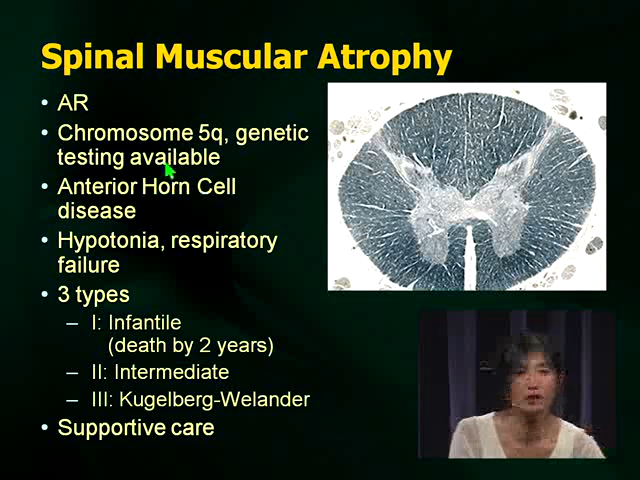 Spinal Muscular Atrophy
• AR
• Chromosome 5q, genetic
testing available
• Anterior Horn Cell
disease
• Hypotonia, respiratory
failure
• 3 types
– I: Infantile
(death by 2 years)
– II: Intermediate
– III: Kugelberg-Welander
• Supportive care